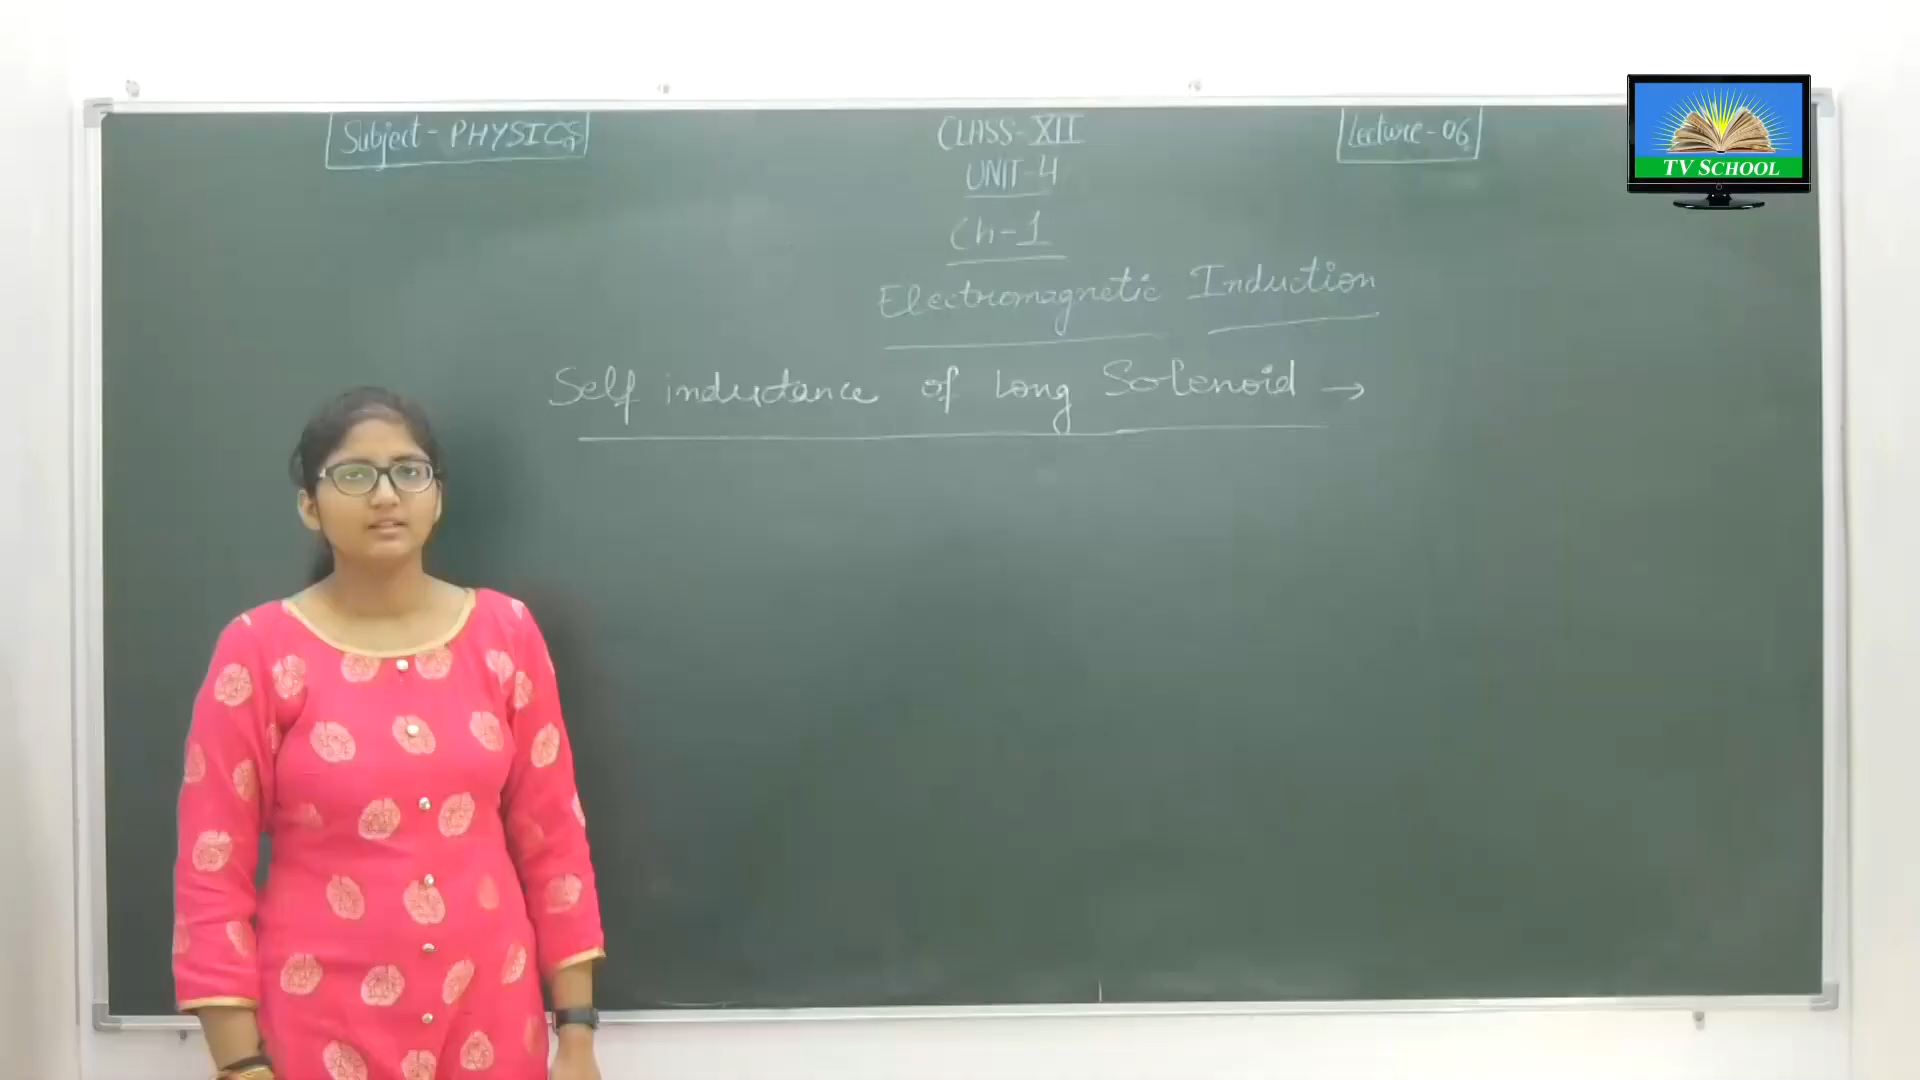 Subject - PHYSICS
CLASS-XII
Lecture-06
UNIT-4
Ch-1
Electromagnetic Induction
Self inductance of Long Solenoid →
TV SCHOOL